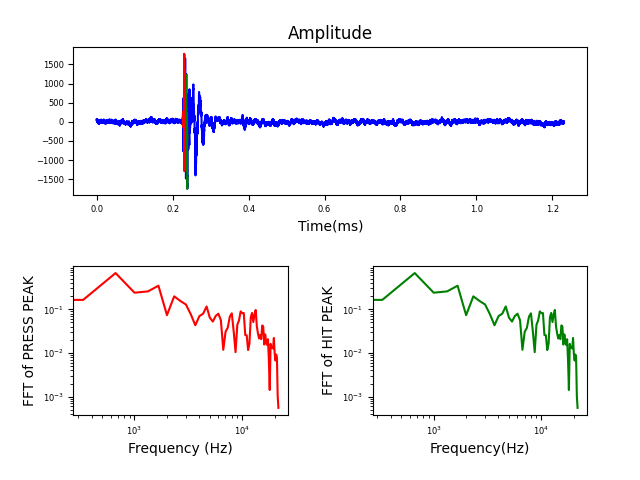 Amplitude
1500
1000
500
0
−500
−1000
−1500
0.0 0.2 0.4 0.6 0.8 1.0 1.2
Time(ms)
FFT of PRESS PEAK
10⁻¹
10⁻²
10⁻³
10³ 10⁴
Frequency (Hz)
FFT of HIT PEAK
10⁻¹
10⁻²
10⁻³
10³ 10⁴
Frequency(Hz)